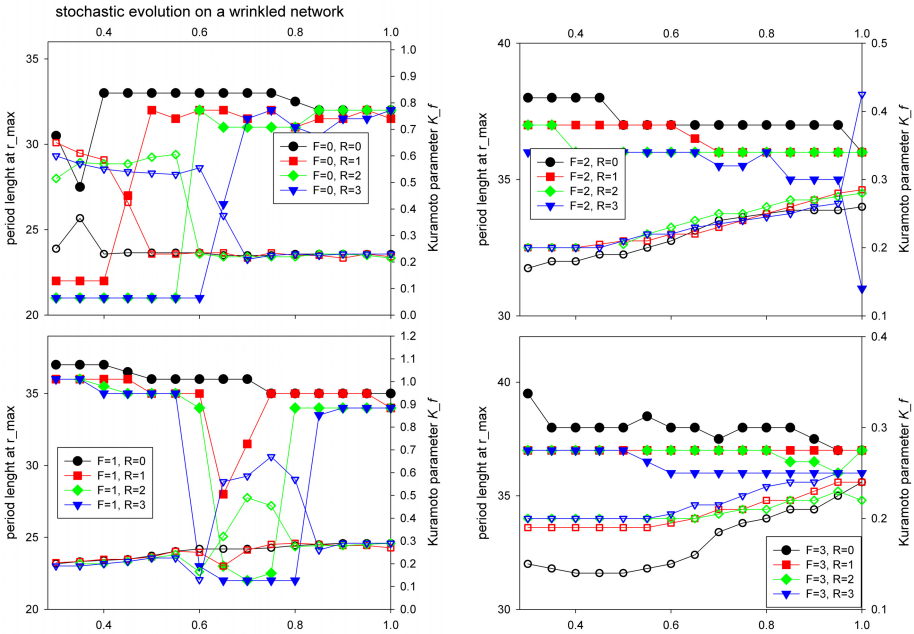 stochastic evolution on a wrinkled network
0.4 0.6 0.8 1.0
35
30
25
20
period lenght at r_max
1.0
0.9
0.8
0.7
0.6
0.5
0.4
0.3
0.2
0.1
0.0
Kuramoto parameter K_f
F=0, R=0
F=0, R=1
F=0, R=2
F=0, R=3
0.4 0.6 0.8 1.0
40
35
30
period lenght at r_max
0.5
0.4
0.3
0.2
0.1
Kuramoto parameter K_f
F=2, R=0
F=2, R=1
F=2, R=2
F=2, R=3
35
30
25
20
period lenght at r_max
1.2
1.1
1.0
0.9
0.8
0.7
0.6
0.5
0.4
0.3
0.2
0.1
0.0
Kuramoto parameter K_f
F=1, R=0
F=1, R=1
F=1, R=2
F=1, R=3
0.4 0.6 0.8 1.0
40
35
30
period lenght at r_max
0.4
0.3
0.2
0.1
Kuramoto parameter K_f
F=3, R=0
F=3, R=1
F=3, R=2
F=3, R=3
0.4 0.6 0.8 1.0